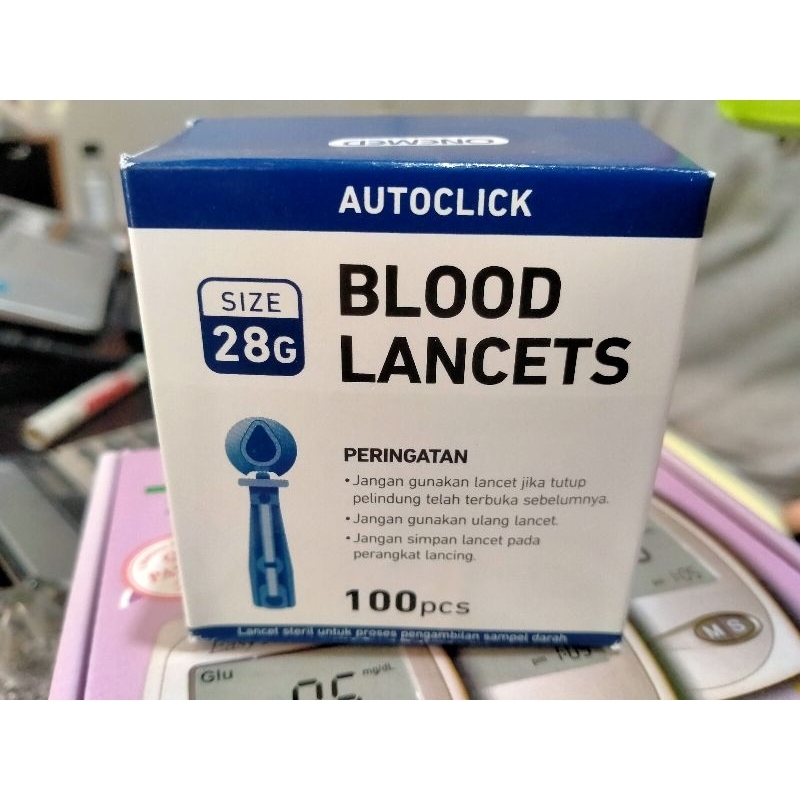 ONEMED
AUTOCLICK
SIZE
28G
BLOOD
LANCETS
PERINGATAN
•Jangan gunakan lancet jika tutup
pelindung telah terbuka sebelumnya.
•Jangan gunakan ulang lancet.
•Jangan simpan lancet pada
perangkat lancing.
100pcs
Lancet steril untuk proses pengambilan sampel darah
Glu
mg/dL
M/S